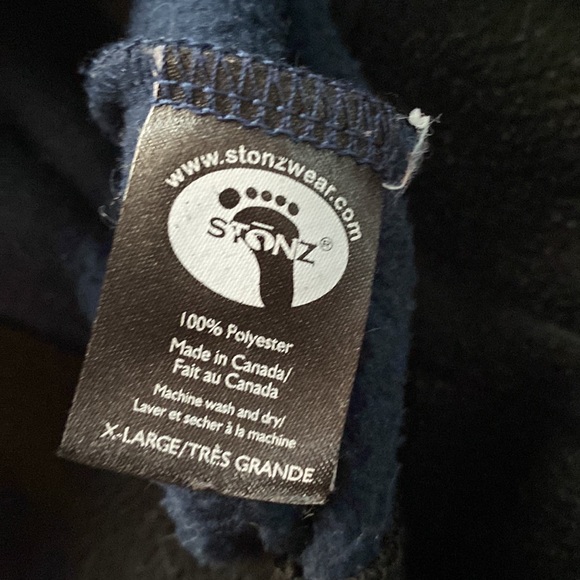 www.stonzwear.com
STŌNZ®
100% Polyester
Made in Canada/
Fait au Canada
Machine wash and dry/
Laver et secher à la machine
X-LARGE/TRÈS GRANDE